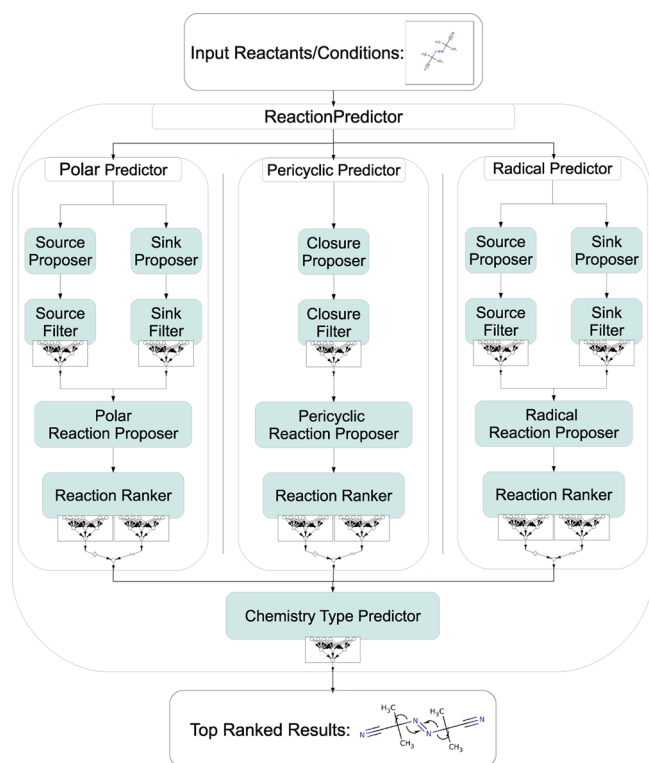 Input Reactants/Conditions:
ReactionPredictor
Polar Predictor
Pericyclic Predictor
Radical Predictor
Source
Proposer
Sink
Proposer
Closure
Proposer
Source
Proposer
Sink
Proposer
Source
Filter
Sink
Filter
Closure
Filter
Source
Filter
Sink
Filter
Polar
Reaction Proposer
Pericyclic
Reaction Proposer
Radical
Reaction Proposer
Reaction Ranker
Reaction Ranker
Reaction Ranker
Chemistry Type Predictor
Top Ranked Results:
N
H₃C
CH₃
N
N
H₃C
CH₃
N